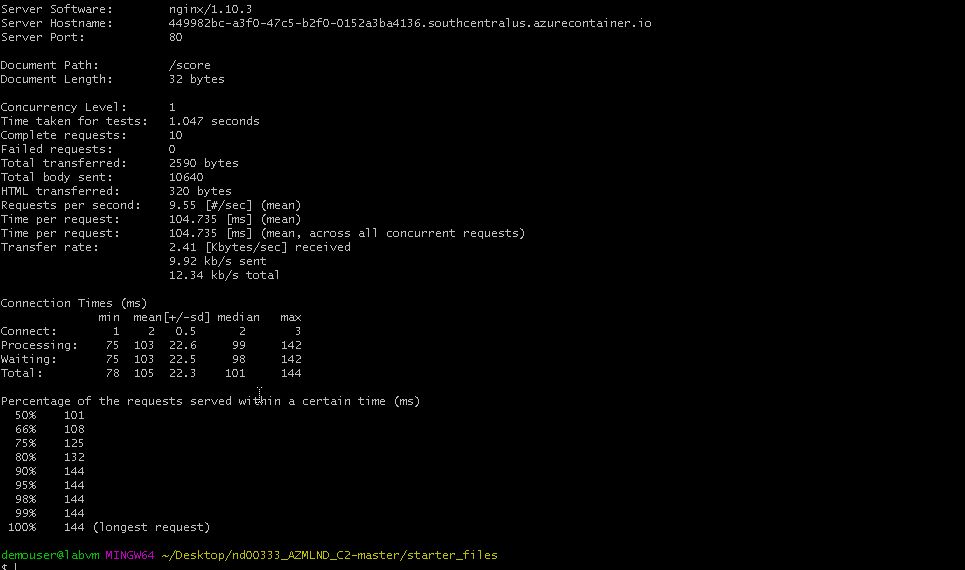 Server Software:        nginx/1.10.3
Server Hostname:        449982bc-a3f0-47c5-b2f0-0152a3ba4136.southcentralus.azurecontainer.io
Server Port:            80
Document Path:          /score
Document Length:        32 bytes
Concurrency Level:      1
Time taken for tests:   1.047 seconds
Complete requests:      10
Failed requests:        0
Total transferred:      2590 bytes
Total body sent:        10640
HTML transferred:       320 bytes
Requests per second:    9.55 [#/sec] (mean)
Time per request:       104.735 [ms] (mean)
Time per request:       104.735 [ms] (mean, across all concurrent requests)
Transfer rate:          2.41 [Kbytes/sec] received
                        9.92 kb/s sent
                        12.34 kb/s total
Connection Times (ms)
              min  mean[+/-sd] median   max
Connect:        1    2   0.5      2       3
Processing:    75  103  22.6     99     142
Waiting:       75  103  22.5     98     142
Total:         78  105  22.3    101     144
Percentage of the requests served within a certain time (ms)
  50%    101
  66%    108
  75%    125
  80%    132
  90%    144
  95%    144
  98%    144
  99%    144
 100%    144 (longest request)
demouser@labvm MINGW64 ~/Desktop/nd00333_AZMLND_C2-master/starter_files
$